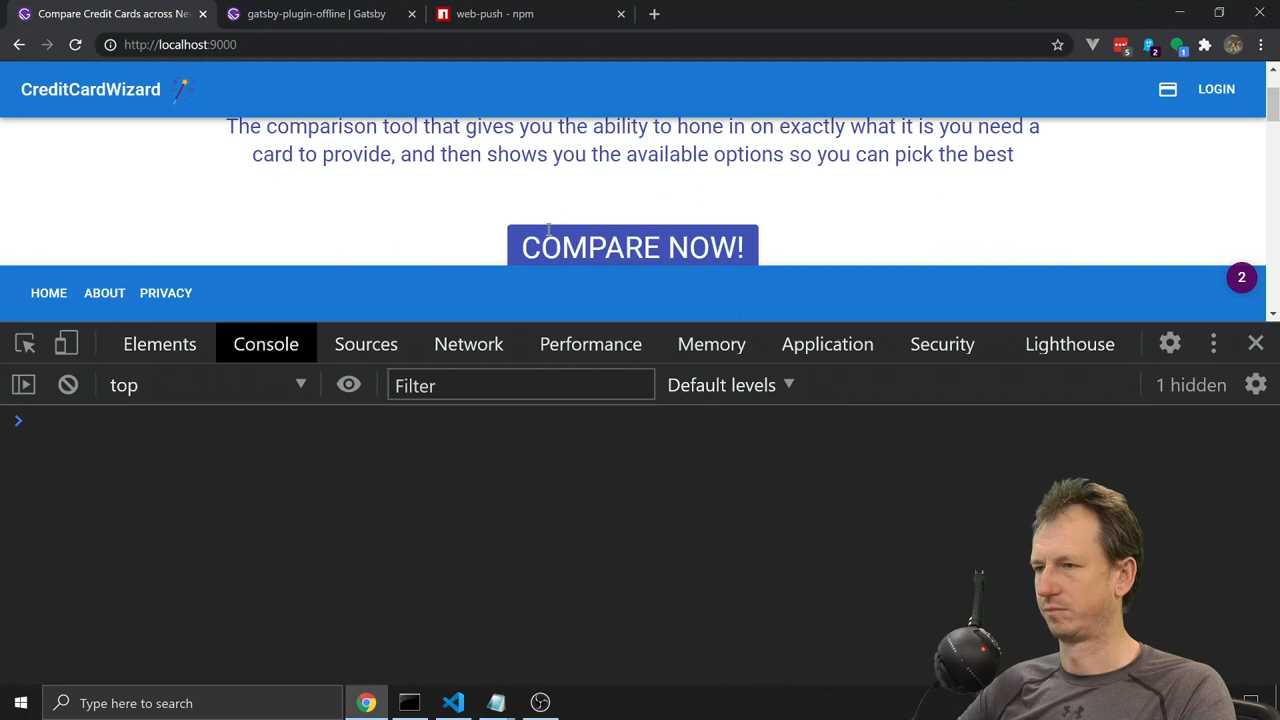 Compare Credit Cards across Ne
gatsby-plugin-offline | Gatsby
web-push - npm
http://localhost:9000
5
2
1
CreditCardWizard
LOGIN
The comparison tool that gives you the ability to hone in on exactly what it is you need a
card to provide, and then shows you the available options so you can pick the best
COMPARE NOW!
HOME ABOUT PRIVACY
2
Elements Console Sources Network Performance Memory Application Security Lighthouse
top Filter Default levels 1 hidden
Type here to search